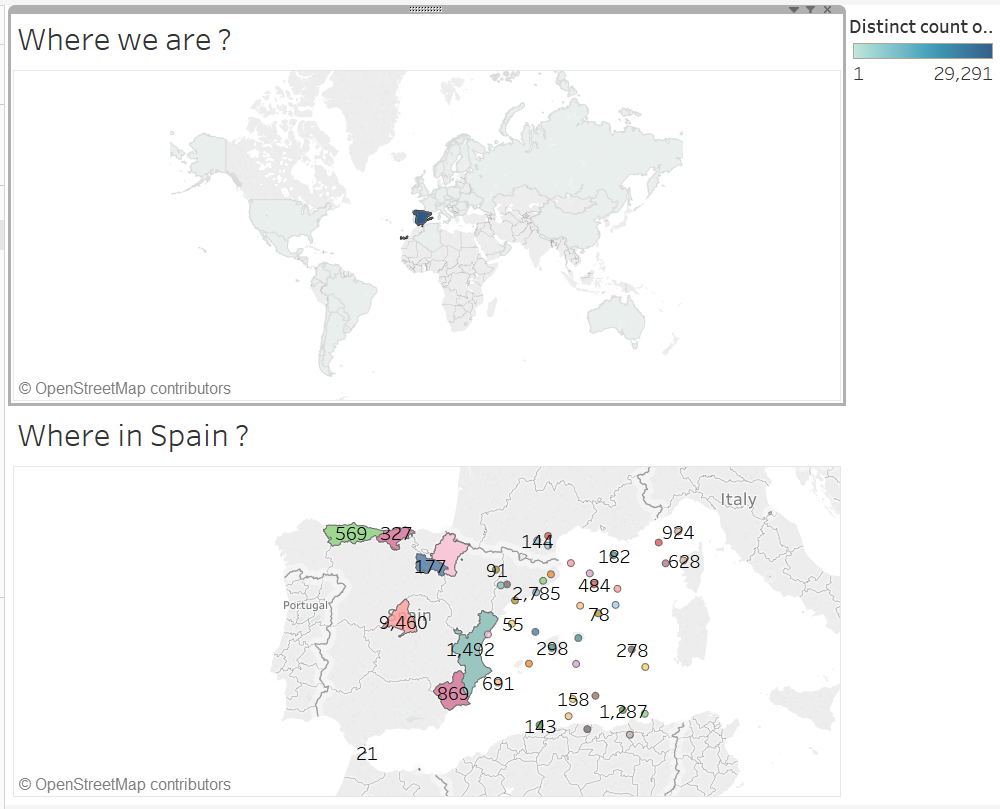 Where we are ?
Distinct count o..
1 29,291
© OpenStreetMap contributors
Where in Spain ?
Italy
569 327 144 924
177 91 182 628
2,785 484
Portugal
9,460 55 78
1,492 298 278
869 691
158 1,287
143
21
© OpenStreetMap contributors